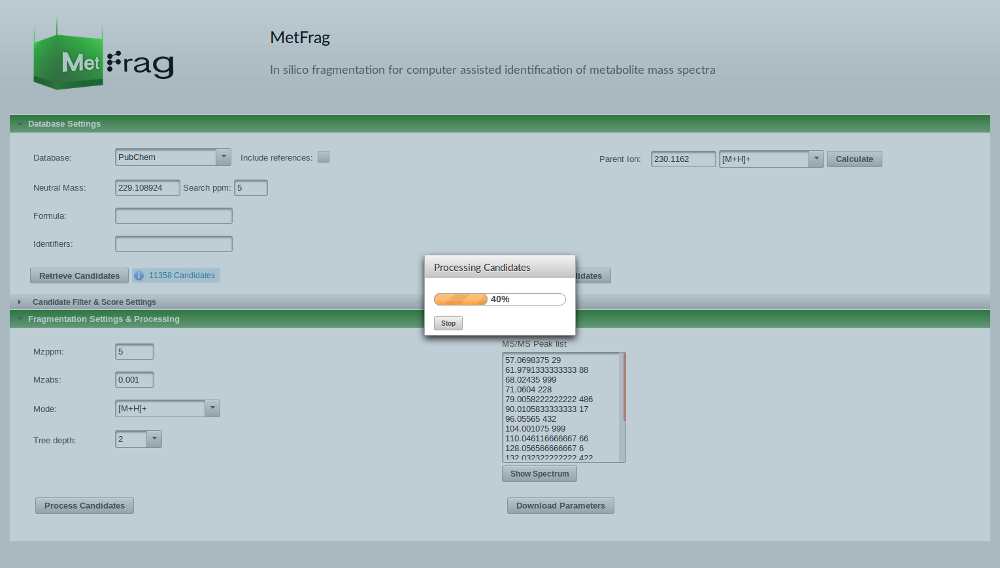 MetFrag
MetFrag
In silico fragmentation for computer assisted identification of metabolite mass spectra
Database Settings
Database: PubChem Include references: Parent Ion: 230.1162 [M+H]+ Calculate
Neutral Mass: 229.108924 Search ppm: 5
Formula:
Identifiers:
Retrieve Candidates 11358 Candidates didates
Processing Candidates
40%
Stop
Candidate Filter & Score Settings
Fragmentation Settings & Processing
Mzppm: 5
Mzabs: 0.001
Mode: [M+H]+
Tree depth: 2
MS/MS Peak list
57.0698375 29
61.9791333333333 88
68.02435 999
71.0604 228
79.0058222222222 486
90.0105833333333 17
96.05565 432
104.001075 999
110.046116666667 66
128.056566666667 6
132.032322222222 422
Show Spectrum
Process Candidates Download Parameters